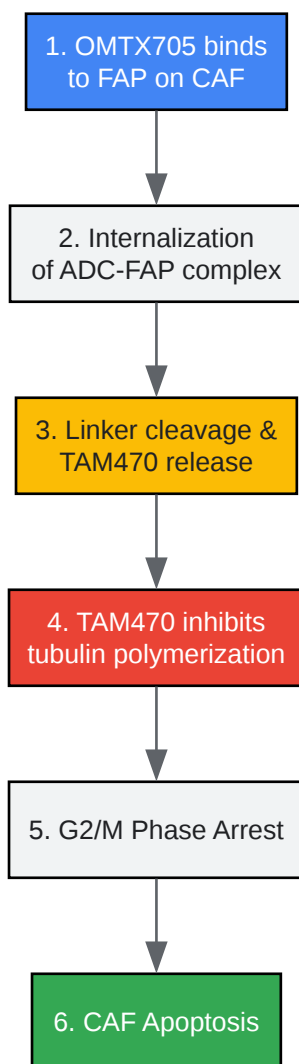 1. OMTX705 binds
to FAP on CAF
2. Internalization
of ADC-FAP complex
3. Linker cleavage &
TAM470 release
4. TAM470 inhibits
tubulin polymerization
5. G2/M Phase Arrest
6. CAF Apoptosis